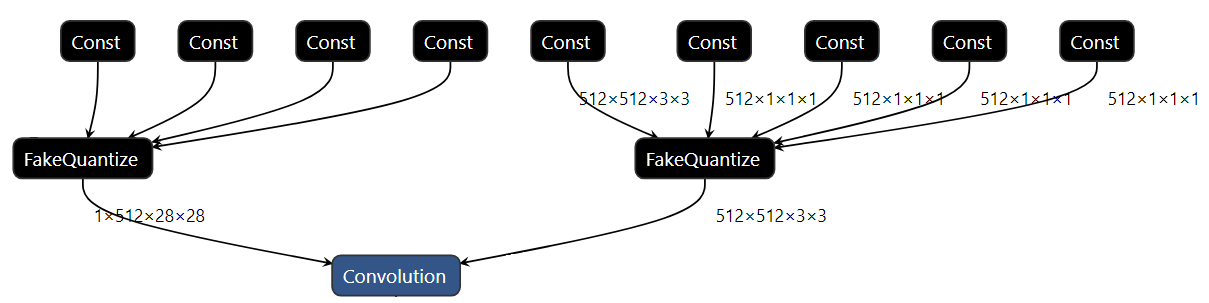 Const Const Const Const Const Const Const Const Const
512×512×3×3 512×1×1×1 512×1×1×1 512×1×1×1 512×1×1×1
FakeQuantize FakeQuantize
1×512×28×28 512×512×3×3
Convolution